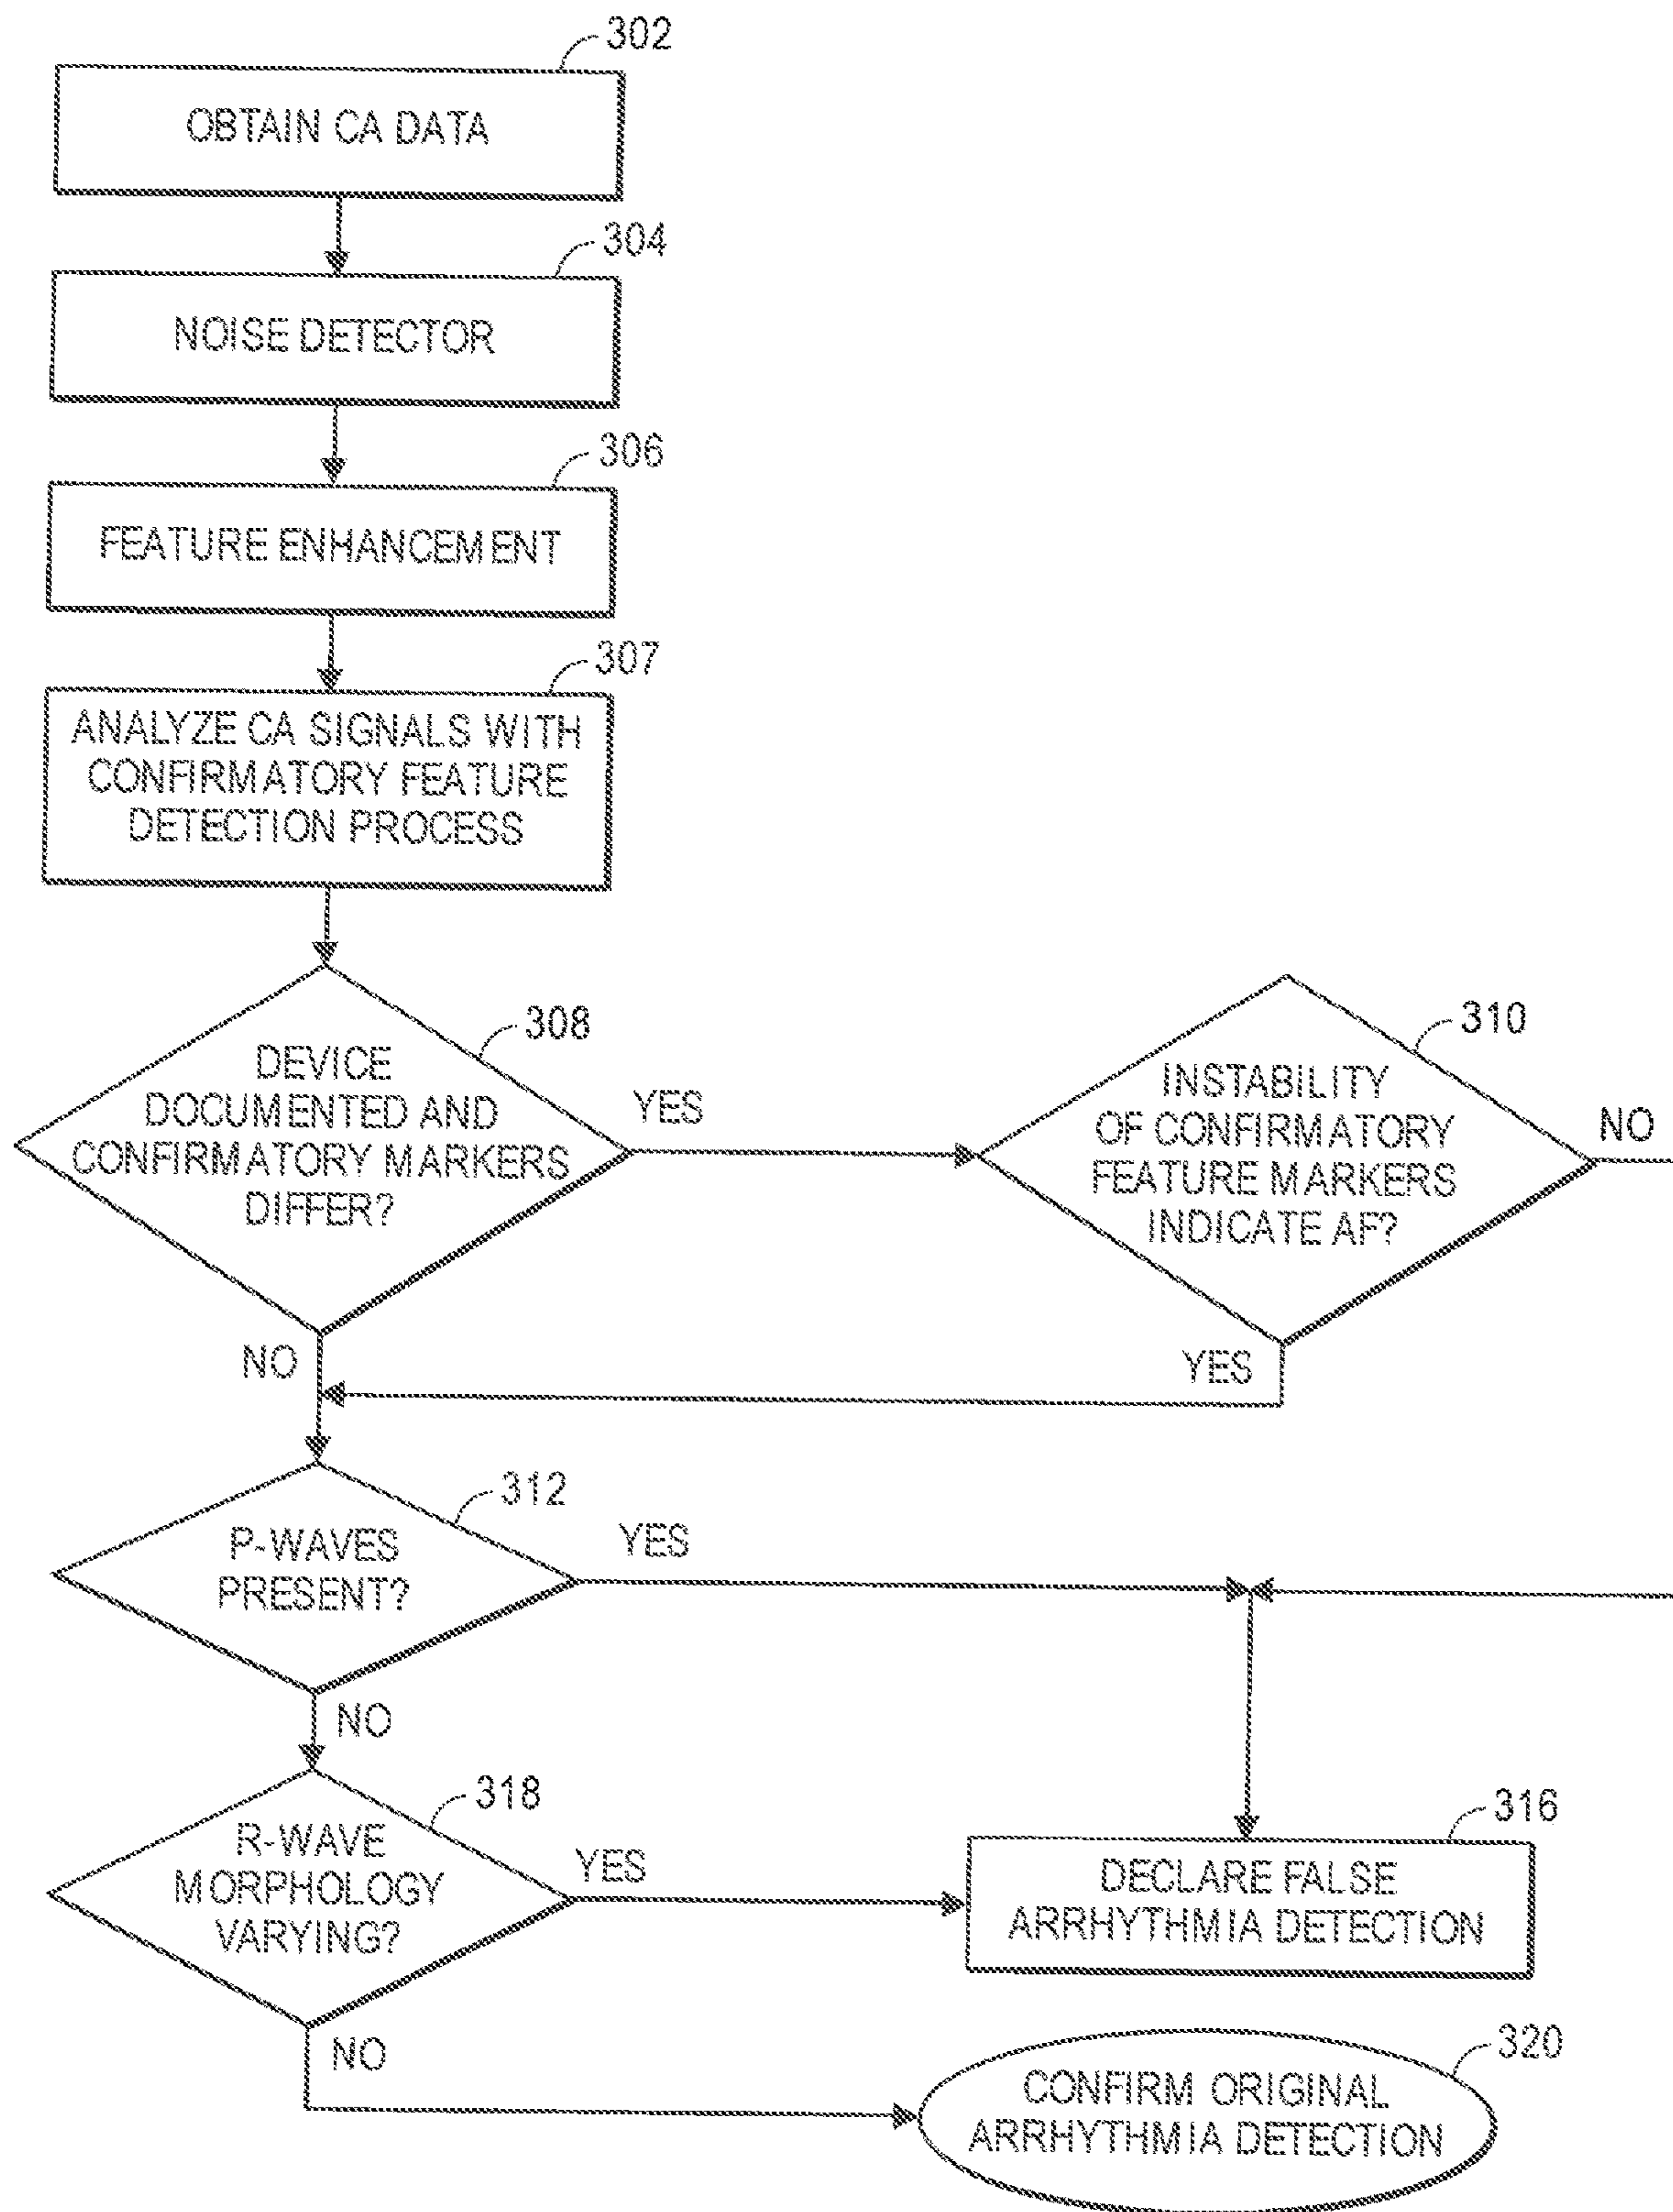 302
OBTAIN CA DATA
304
NOISE DETECTOR
306
FEATURE ENHANCEMENT
307
ANALYZE CA SIGNALS WITH
CONFIRMATORY FEATURE
DETECTION PROCESS
308
DEVICE
DOCUMENTED AND
CONFIRMATORY MARKERS
DIFFER?
YES
NO
310
INSTABILITY
OF CONFIRMATORY
FEATURE MARKERS
INDICATE AF?
NO
YES
312
P-WAVES
PRESENT?
YES
NO
318
R-WAVE
MORPHOLOGY
VARYING?
YES
NO
316
DECLARE FALSE
ARRHYTHMIA DETECTION
320
CONFIRM ORIGINAL
ARRHYTHMIA DETECTION